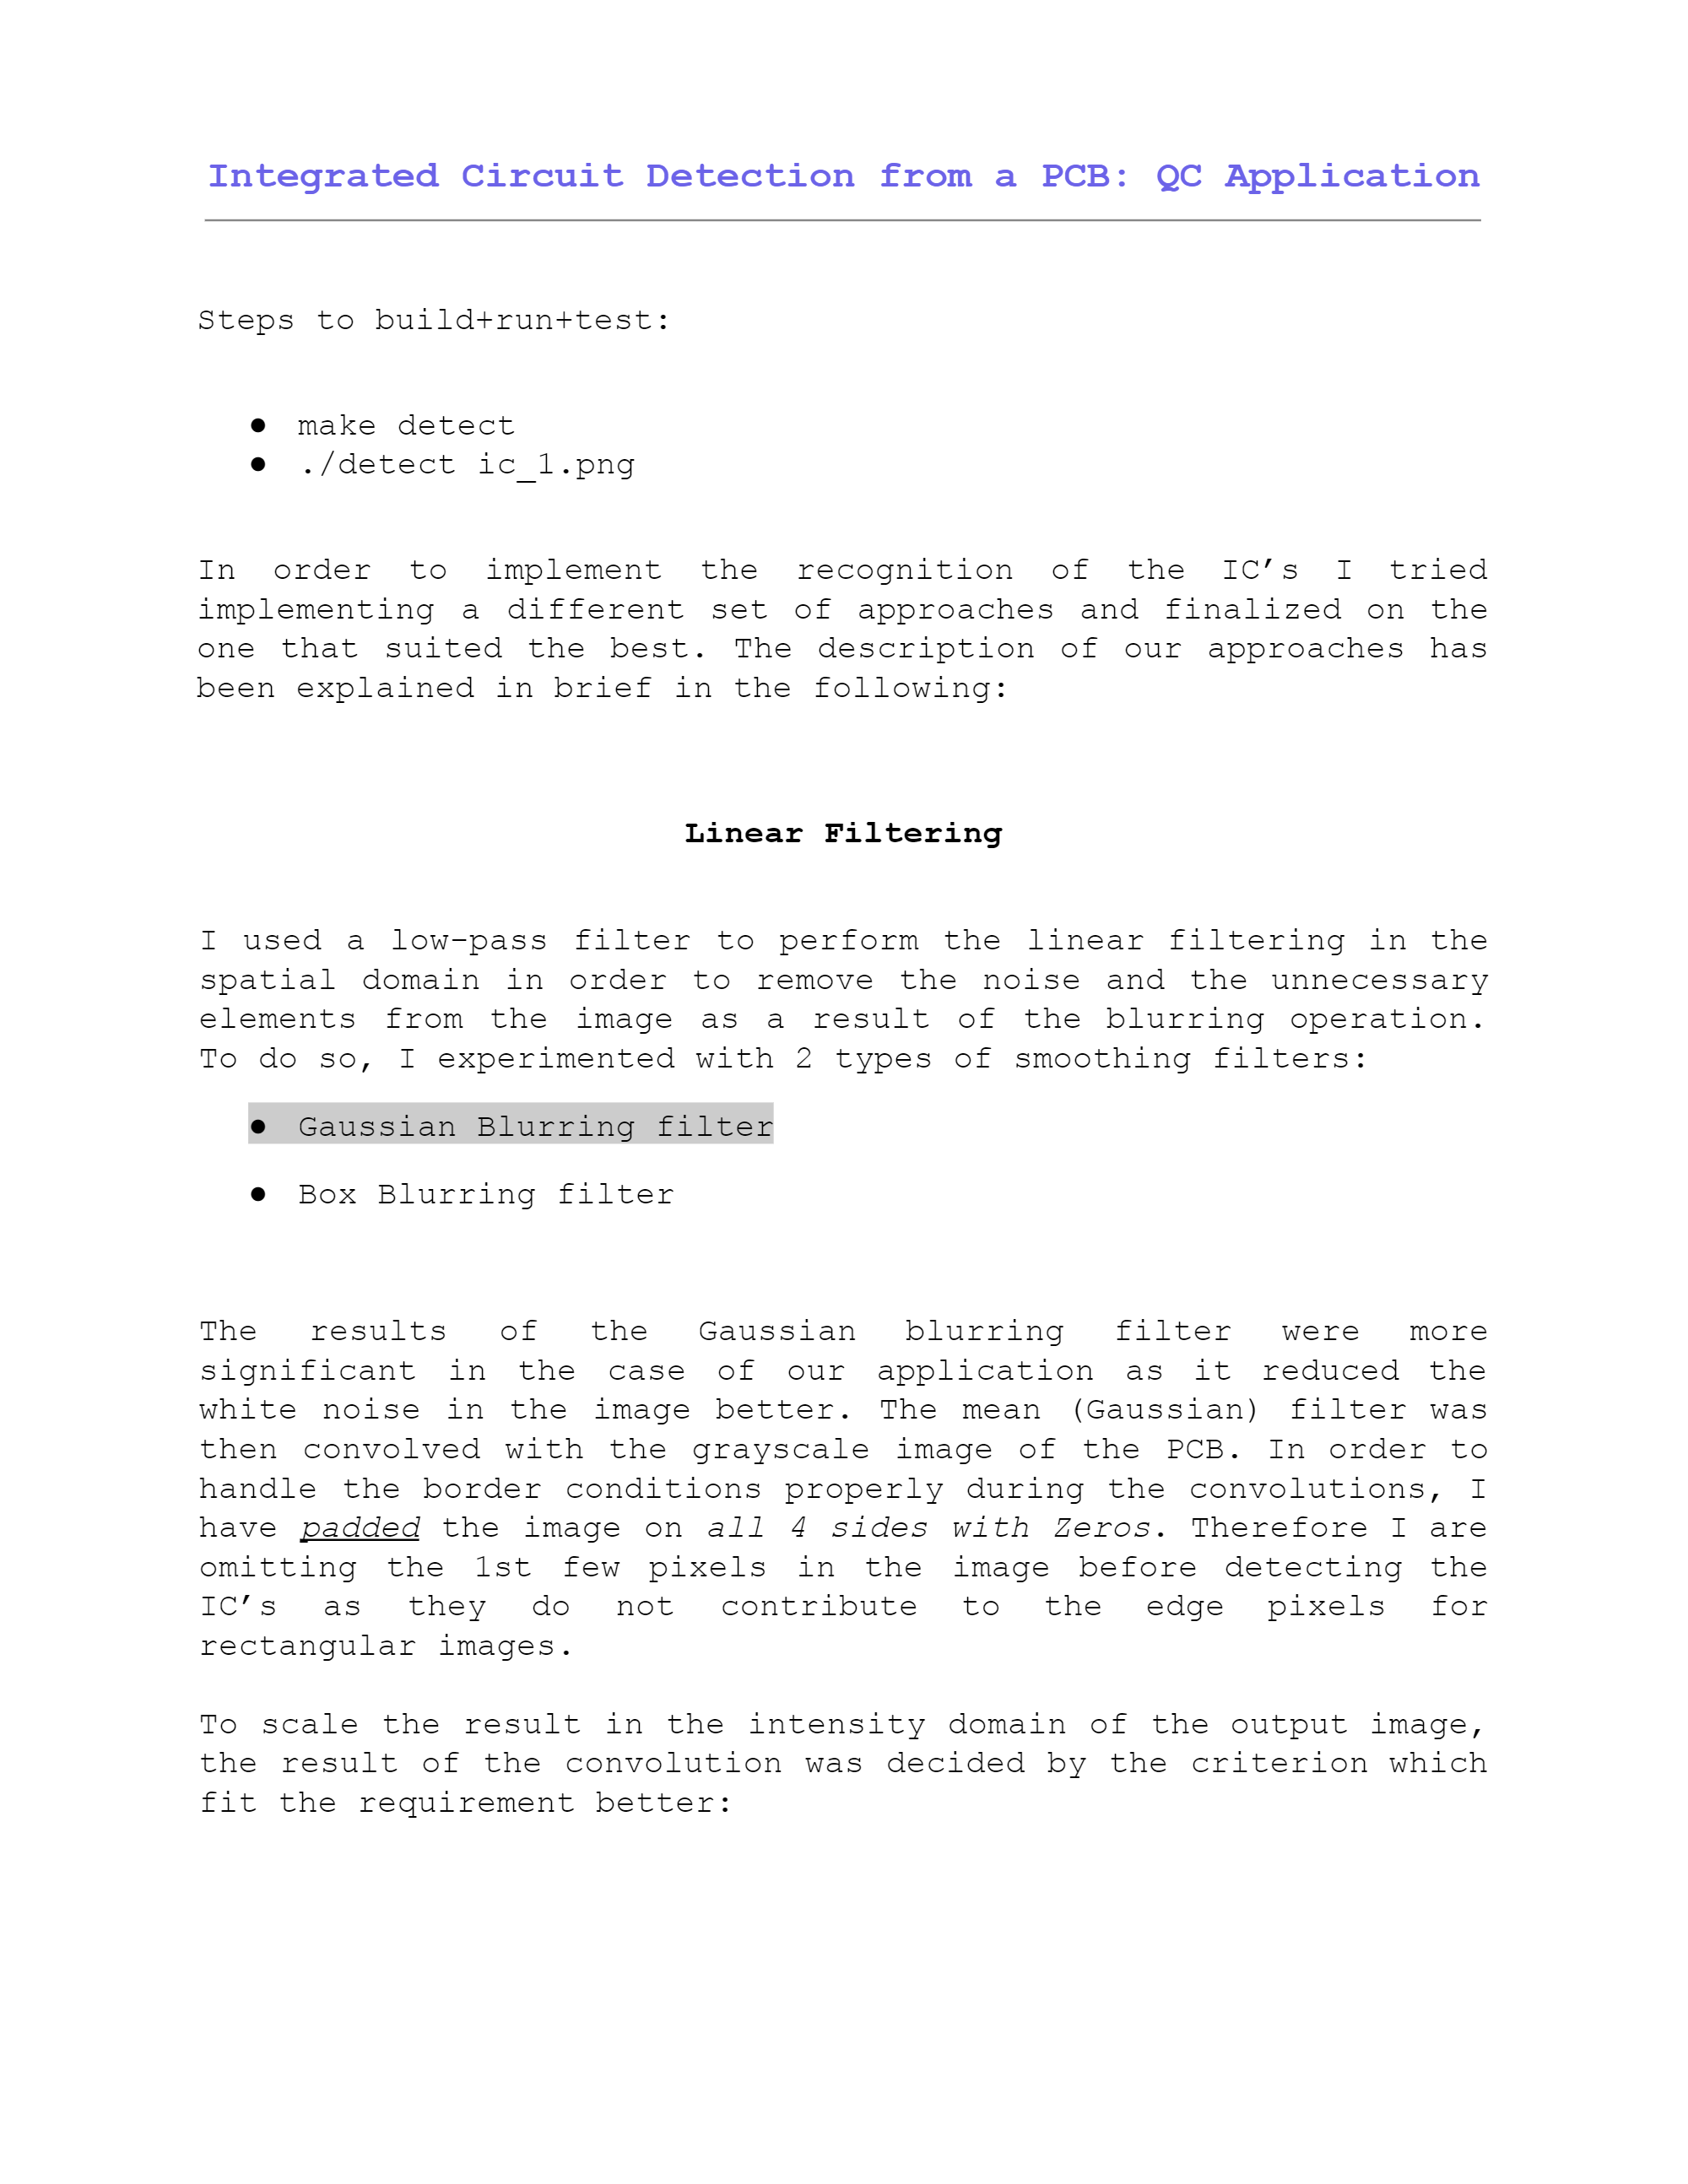 Integrated Circuit Detection from a PCB: QC Application
Steps to build+run+test:
● make detect
● ./detect ic_1.png
In order to implement the recognition of the IC’s I tried
implementing a different set of approaches and finalized on the
one that suited the best. The description of our approaches has
been explained in brief in the following:
Linear Filtering
I used a low-pass filter to perform the linear filtering in the
spatial domain in order to remove the noise and the unnecessary
elements from the image as a result of the blurring operation.
To do so, I experimented with 2 types of smoothing filters:
● Gaussian Blurring filter
● Box Blurring filter
The results of the Gaussian blurring filter were more
significant in the case of our application as it reduced the
white noise in the image better. The mean (Gaussian) filter was
then convolved with the grayscale image of the PCB. In order to
handle the border conditions properly during the convolutions, I
have padded the image on all 4 sides with Zeros. Therefore I are
omitting the 1st few pixels in the image before detecting the
IC’s as they do not contribute to the edge pixels for
rectangular images.
To scale the result in the intensity domain of the output image,
the result of the convolution was decided by the criterion which
fit the requirement better: